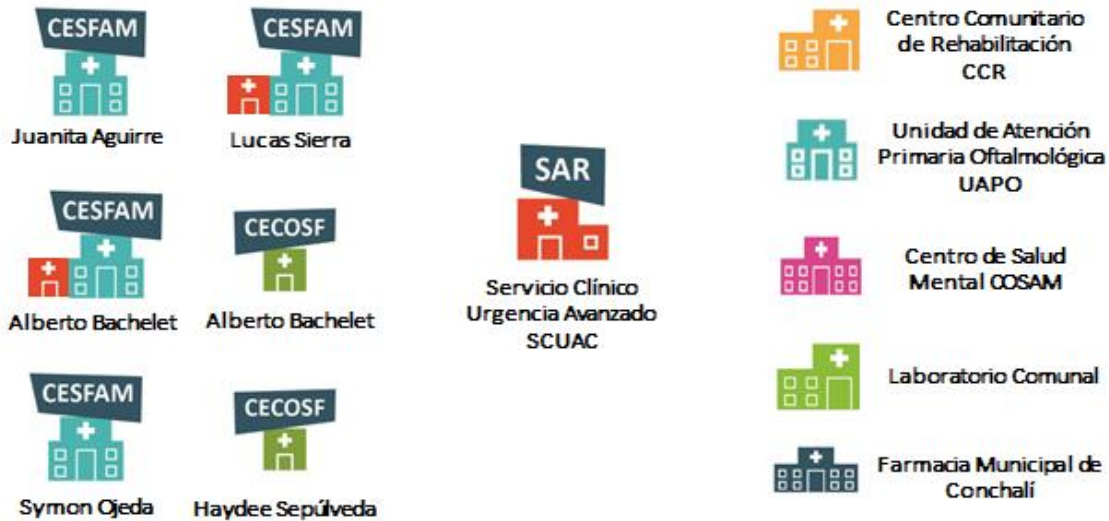 CESFAM
Juanita Aguirre
CESFAM
Lucas Sierra
CESFAM
Alberto Bachelet
CECOSF
Alberto Bachelet
CESFAM
Symon Ojeda
CECOSF
Haydee Sepúlveda
SAR
Servicio Clínico
Urgencia Avanzado
SCUAC
Centro Comunitario
de Rehabilitación
CCR
Unidad de Atención
Primaria Oftalmológica
UAPO
Centro de Salud
Mental COSAM
Laboratorio Comunal
Farmacia Municipal de
Conchalí